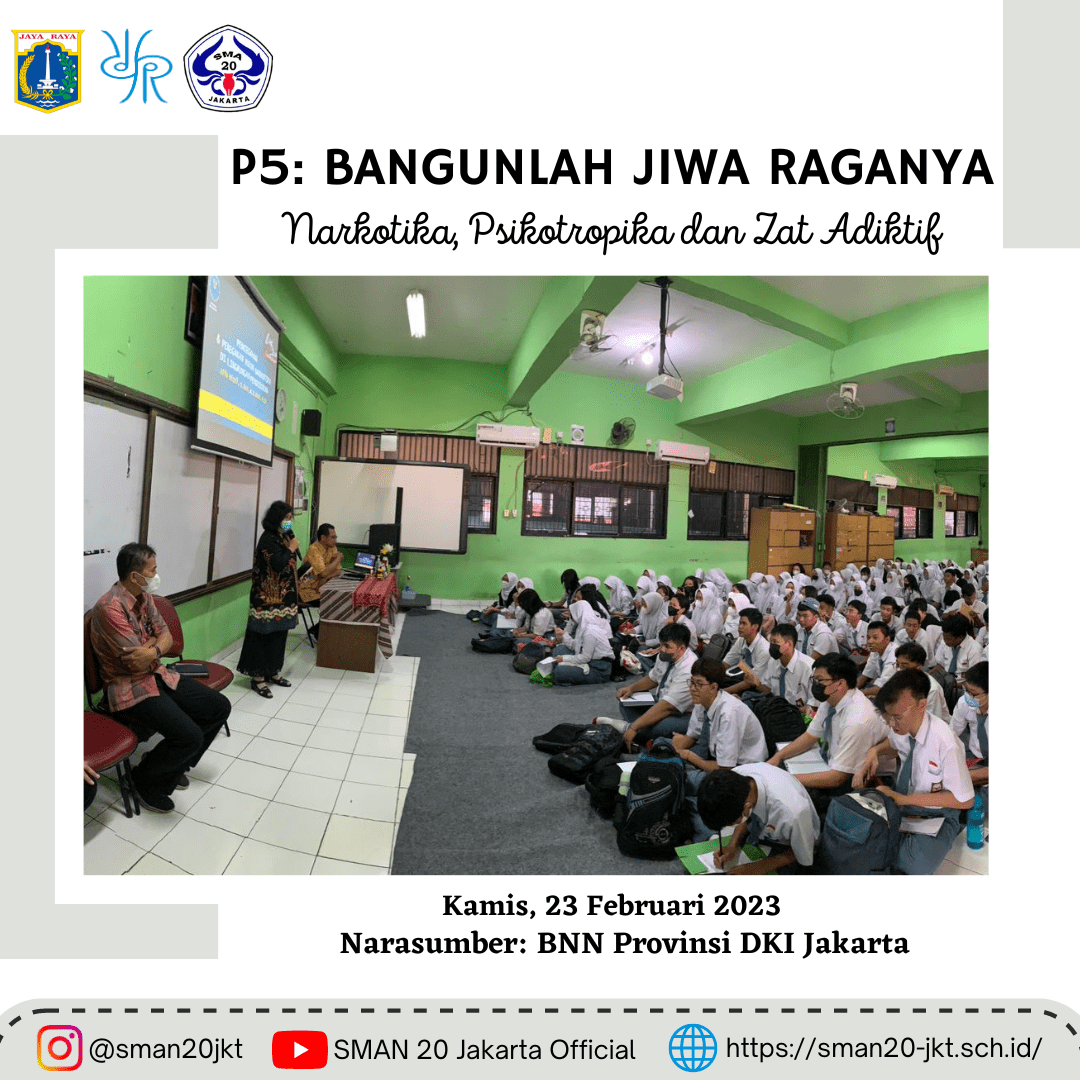 JAYA RAYA
SMA
20
JAKARTA
P5: BANGUNLAH JIWA RAGANYA
Narkotika, Psikotropika dan Zat Adiktif
Kamis, 23 Februari 2023
Narasumber: BNN Provinsi DKI Jakarta
@sman20jkt
SMAN 20 Jakarta Official
https://sman20-jkt.sch.id/